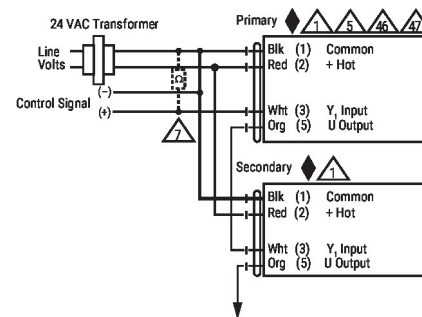 24 VAC Transformer
Primary 1 5 46 47
Line Volts
Blk (1) Common
Red (2) + Hot
Ω
Control Signal
(–)
(+)
Wht (3) Y1 Input
Org (5) U Output
7
Secondary 1
Blk (1) Common
Red (2) + Hot
Wht (3) Y1 Input
Org (5) U Output